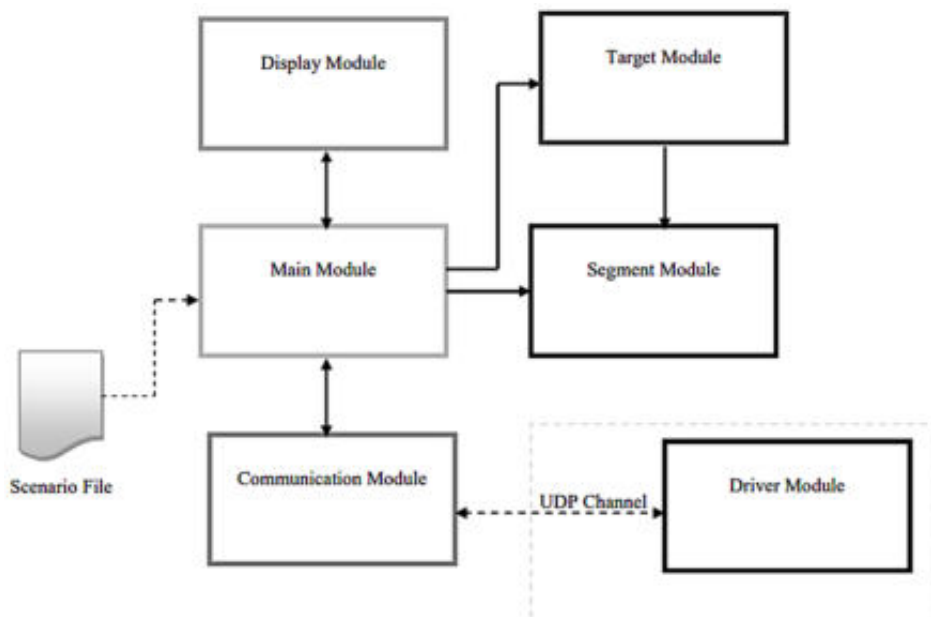 Display Module
Target Module
Main Module
Segment Module
Scenario File
Communication Module
UDP Channel
Driver Module